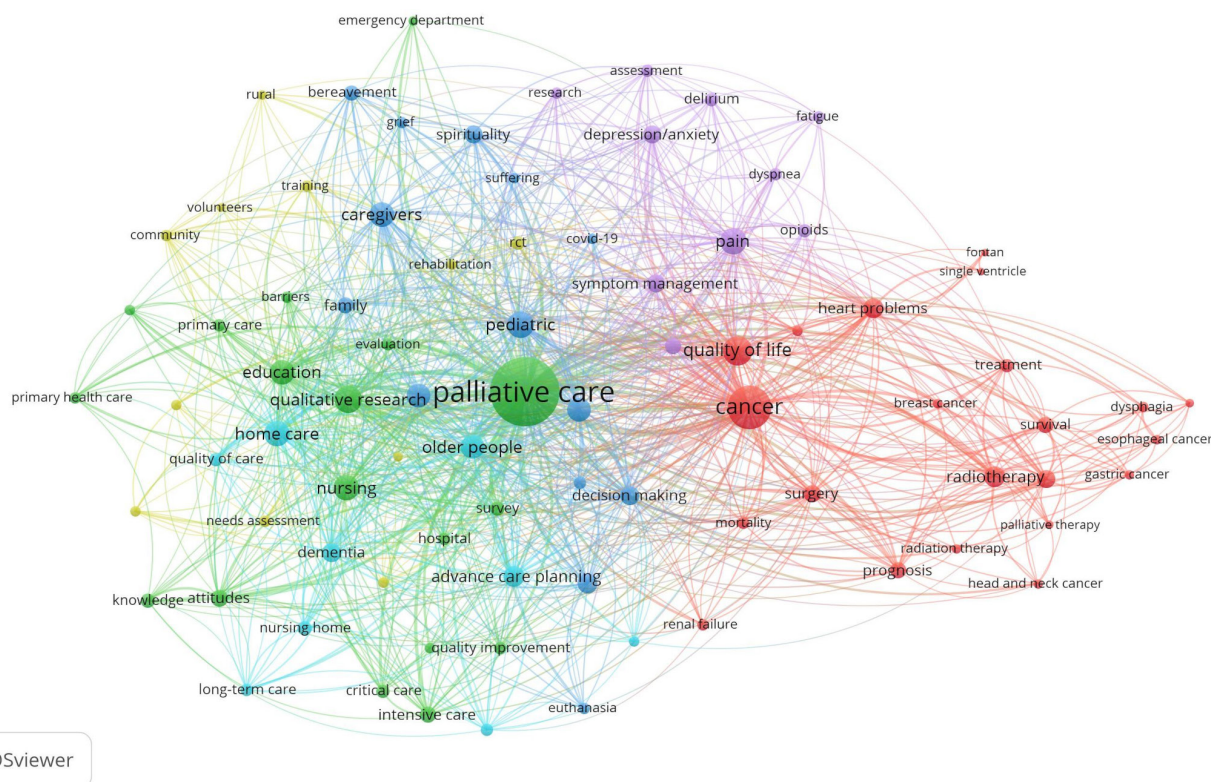 emergency department
assessment
rural
bereavement
research
delirium
grief
fatigue
spirituality
depression/anxiety
suffering
dyspnea
training
volunteers
caregivers
community
rct
covid-19
pain
opioids
rehabilitation
fontan
single ventricle
symptom management
barriers
family
heart problems
primary care
pediatric
evaluation
quality of life
treatment
education
palliative care
primary health care
qualitative research
cancer
breast cancer
dysphagia
survival
home care
older people
esophageal cancer
quality of care
radiotherapy
gastric cancer
nursing
decision making
surgery
survey
needs assessment
mortality
palliative therapy
hospital
dementia
radiation therapy
advance care planning
prognosis
head and neck cancer
knowledge
attitudes
nursing home
renal failure
quality improvement
long-term care
critical care
intensive care
euthanasia
OSviewer